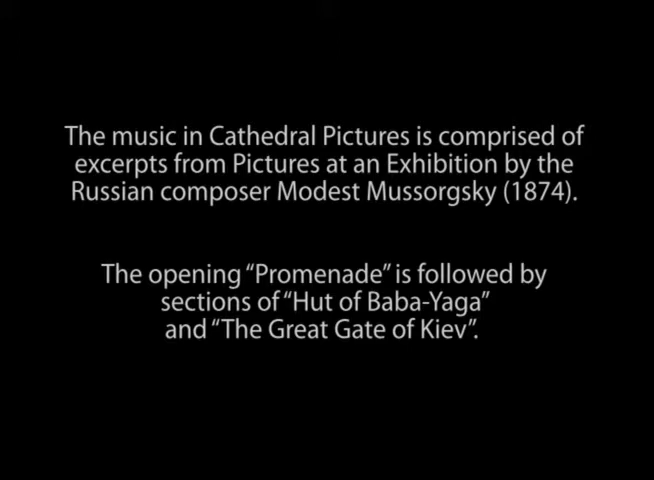 The music in Cathedral Pictures is comprised of
excerpts from Pictures at an Exhibition by the
Russian composer Modest Mussorgsky (1874).
The opening “Promenade” is followed by
sections of “Hut of Baba-Yaga”
and “The Great Gate of Kiev”.